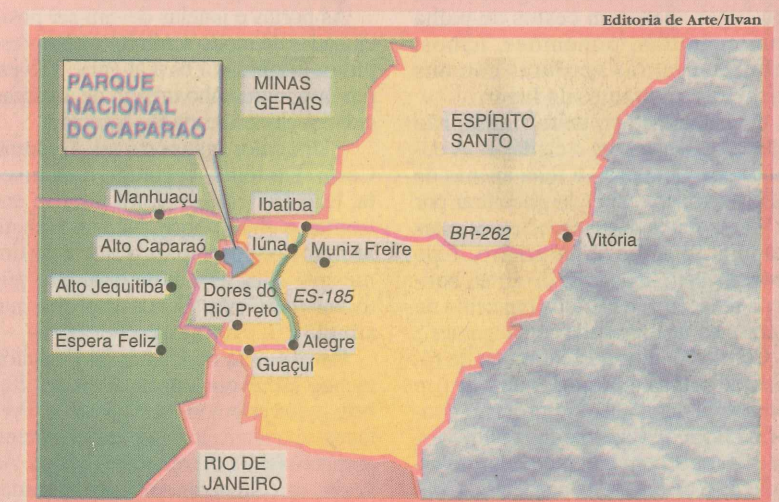 Editoria de Arte/Ilvan
PARQUE
NACIONAL
DO CAPARAÓ
MINAS
GERAIS
ESPÍRITO
SANTO
Manhuaçu
Ibatiba
BR-262
Vitória
Alto Caparaó
Iúna
Muniz Freire
Alto Jequitibá
Dores do
Rio Preto
ES-185
Espera Feliz
Alegre
Guaçuí
RIO DE
JANEIRO